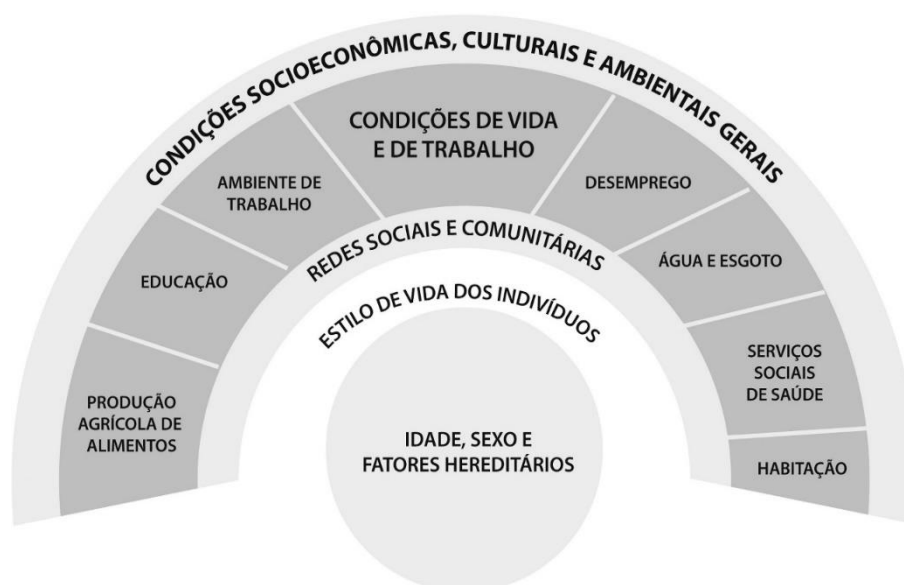 CONDIÇÕES SOCIOECONÔMICAS, CULTURAIS E AMBIENTAIS GERAIS
CONDIÇÕES DE VIDA
E DE TRABALHO
AMBIENTE DE
TRABALHO
DESEMPREGO
EDUCAÇÃO
ÁGUA E ESGOTO
PRODUÇÃO
AGRÍCOLA DE
ALIMENTOS
SERVIÇOS
SOCIAIS
DE SAÚDE
HABITAÇÃO
REDES SOCIAIS E COMUNITÁRIAS
ESTILO DE VIDA DOS INDIVÍDUOS
IDADE, SEXO E
FATORES HEREDITÁRIOS